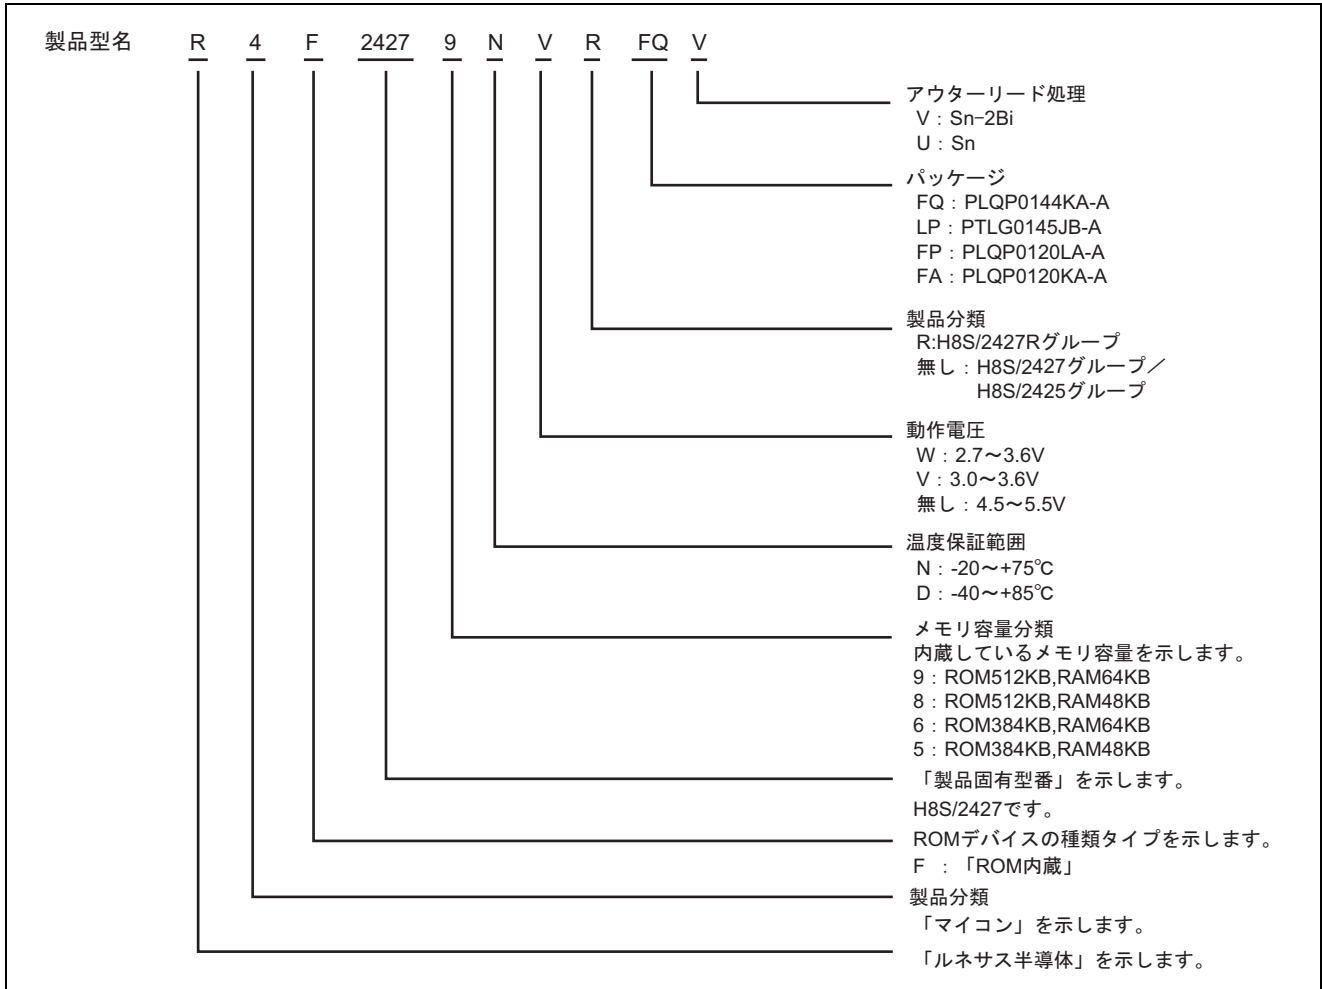 製品型名 R 4 F 2427 9 N V R FQ V
アウターリード処理
V：Sn-2Bi
U：Sn
パッケージ
FQ：PLQP0144KA-A
LP：PTLG0145JB-A
FP：PLQP0120LA-A
FA：PLQP0120KA-A
製品分類
R:H8S/2427Rグループ
無し：H8S/2427グループ／
H8S/2425グループ
動作電圧
W：2.7～3.6V
V：3.0～3.6V
無し：4.5～5.5V
温度保証範囲
N：-20～+75℃
D：-40～+85℃
メモリ容量分類
内蔵しているメモリ容量を示します。
9：ROM512KB,RAM64KB
8：ROM512KB,RAM48KB
6：ROM384KB,RAM64KB
5：ROM384KB,RAM48KB
「製品固有型番」を示します。
H8S/2427です。
ROMデバイスの種類タイプを示します。
F ：「ROM内蔵」
製品分類
「マイコン」を示します。
「ルネサス半導体」を示します。